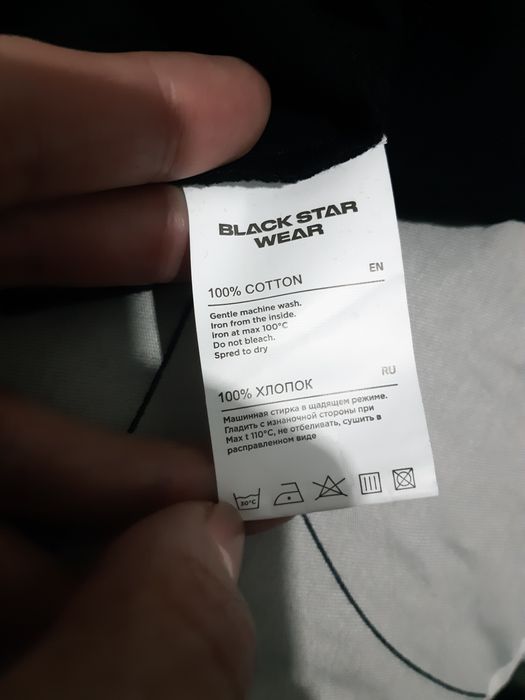 BLACK STAR
WEAR
100% COTTON EN
Gentle machine wash.
Iron from the inside.
iron at max 100°C
Do not bleach.
Spred to dry
100% ХЛОПОК RU
Машинная стирка в щадящем режиме.
Гладить с изнаночной стороны при
Max t 110°C, не отбеливать, сушить в
расправленном виде
30°C